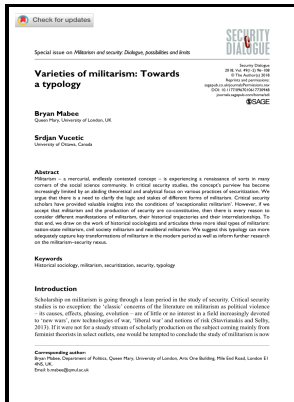 Check for updates
Special issue on Militarism and security: Dialogue, possibilities and limits
SECURITY
DIALOGUE
Varieties of militarism: Towards
a typology
Security Dialogue
2018, Vol. 49(1-2) 96–108
© The Author(s) 2018
Reprints and permissions:
sagepub.co.uk/journalsPermissions.nav
journals.sagepub.com/home/sdi
SAGE
Bryan Mabee
Queen Mary, University of London, UK
Srdjan Vucetic
University of Ottawa, Canada
Abstract
Militarism – a mercurial, endlessly contested concept – is experiencing a renaissance of sorts in many
corners of the social science community. In critical security studies, the concept's purview has become
increasingly limited by an abiding theoretical and analytical focus on various practices of securitization. We
argue that there is a need to clarify the logic and stakes of different forms of militarism. Critical security
scholars have provided valuable insights into the conditions of 'exceptionalist militarism'. However, if we
accept that militarism and the production of security are co-constitutive, then there is every reason to
consider different manifestations of militarism, their historical trajectories and their interrelationships. To
that end, we draw on the work of historical sociologists and articulate three more ideal types of militarism:
nation-state militarism, civil society militarism and neoliberal militarism. We suggest this typology can more
adequately capture key transformations of militarism in the modern period as well as inform further research
on the militarism–security nexus.
Keywords
Historical sociology, militarism, securitization, security, typology
Introduction
Scholarship on militarism is going through a lean period in the study of security. Critical security
studies is no exception: the 'classic' concerns of the literature on militarism as political violence
– its causes, effects, phasing, evolution – are of little or no interest in a field increasingly devoted
to 'new wars', new technologies of war, 'liberal war' and notions of risk (Stavrianakis and Selby,
2013). If it were not for a steady stream of scholarly production on the subject coming mainly from
feminist theorists in select outlets, one would be tempted to conclude the study of militarism is now
Corresponding author:
Bryan Mabee, Department of Politics, Queen Mary, University of London, Arts One Building, Mile End Road, London E1
4NS, UK.
Email: b.mabee@qmul.ac.uk